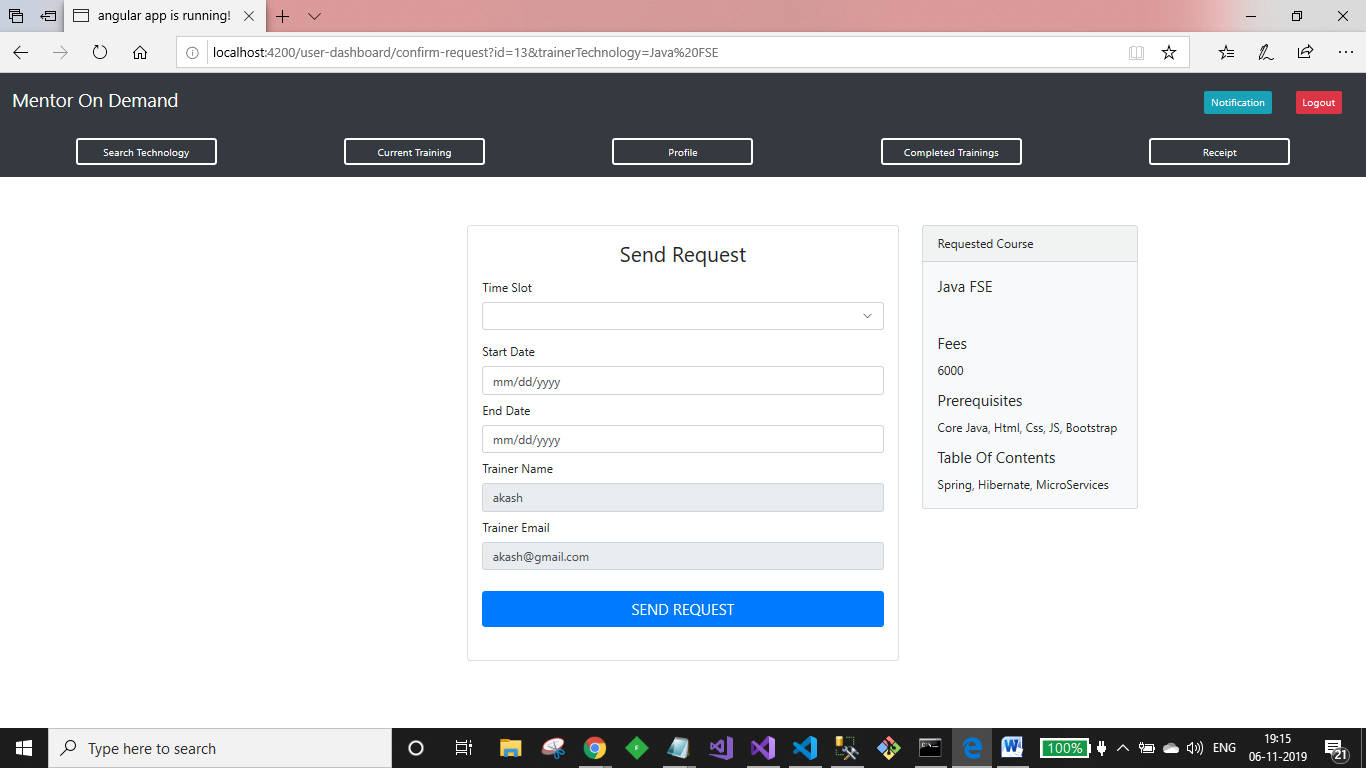 angular app is running!
localhost:4200/user-dashboard/confirm-request?id=13&trainerTechnology=Java%20FSE
Mentor On Demand
Notification
Logout
Search Technology
Current Training
Profile
Completed Trainings
Receipt
Send Request
Time Slot
Start Date
mm/dd/yyyy
End Date
mm/dd/yyyy
Trainer Name
akash
Trainer Email
akash@gmail.com
SEND REQUEST
Requested Course
Java FSE
Fees
6000
Prerequisites
Core Java, Html, Css, JS, Bootstrap
Table Of Contents
Spring, Hibernate, MicroServices
Type here to search
100%
ENG
19:15
06-11-2019
21